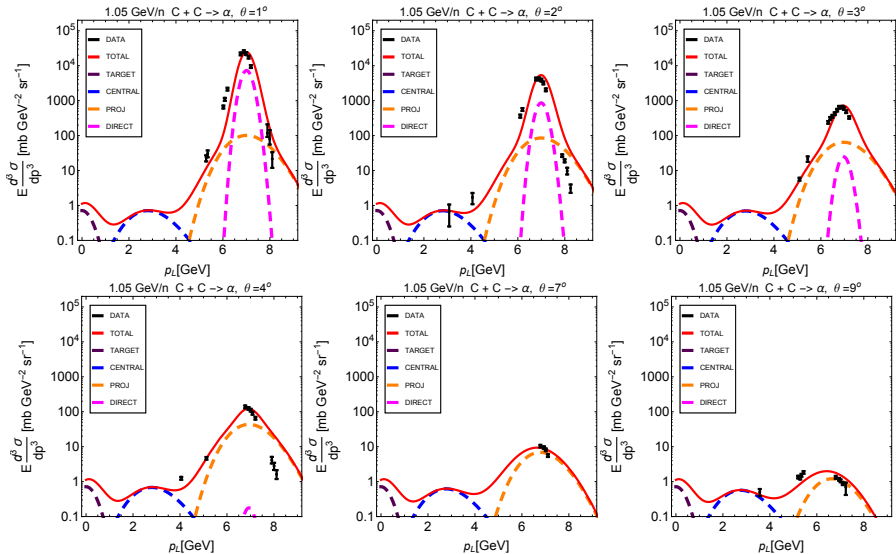 1.05 GeV/n C + C -> α, θ=1°
10⁵
10⁴
1000
100
10
1
0.1
E d³σ/dp³ [mb GeV⁻² sr⁻¹]
DATA
TOTAL
TARGET
CENTRAL
PROJ
DIRECT
0 2 4 6 8
p_L[GeV]
1.05 GeV/n C + C -> α, θ=2°
10⁵
10⁴
1000
100
10
1
0.1
E d³σ/dp³ [mb GeV⁻² sr⁻¹]
DATA
TOTAL
TARGET
CENTRAL
PROJ
DIRECT
0 2 4 6 8
p_L[GeV]
1.05 GeV/n C + C -> α, θ=3°
10⁵
10⁴
1000
100
10
1
0.1
E d³σ/dp³ [mb GeV⁻² sr⁻¹]
DATA
TOTAL
TARGET
CENTRAL
PROJ
DIRECT
0 2 4 6 8
p_L[GeV]
1.05 GeV/n C + C -> α, θ=4°
10⁵
10⁴
1000
100
10
1
0.1
E d³σ/dp³ [mb GeV⁻² sr⁻¹]
DATA
TOTAL
TARGET
CENTRAL
PROJ
DIRECT
0 2 4 6 8
p_L[GeV]
1.05 GeV/n C + C -> α, θ=7°
10⁵
10⁴
1000
100
10
1
0.1
E d³σ/dp³ [mb GeV⁻² sr⁻¹]
DATA
TOTAL
TARGET
CENTRAL
PROJ
DIRECT
0 2 4 6 8
p_L[GeV]
1.05 GeV/n C + C -> α, θ=9°
10⁵
10⁴
1000
100
10
1
0.1
E d³σ/dp³ [mb GeV⁻² sr⁻¹]
DATA
TOTAL
TARGET
CENTRAL
PROJ
DIRECT
0 2 4 6 8
p_L[GeV]